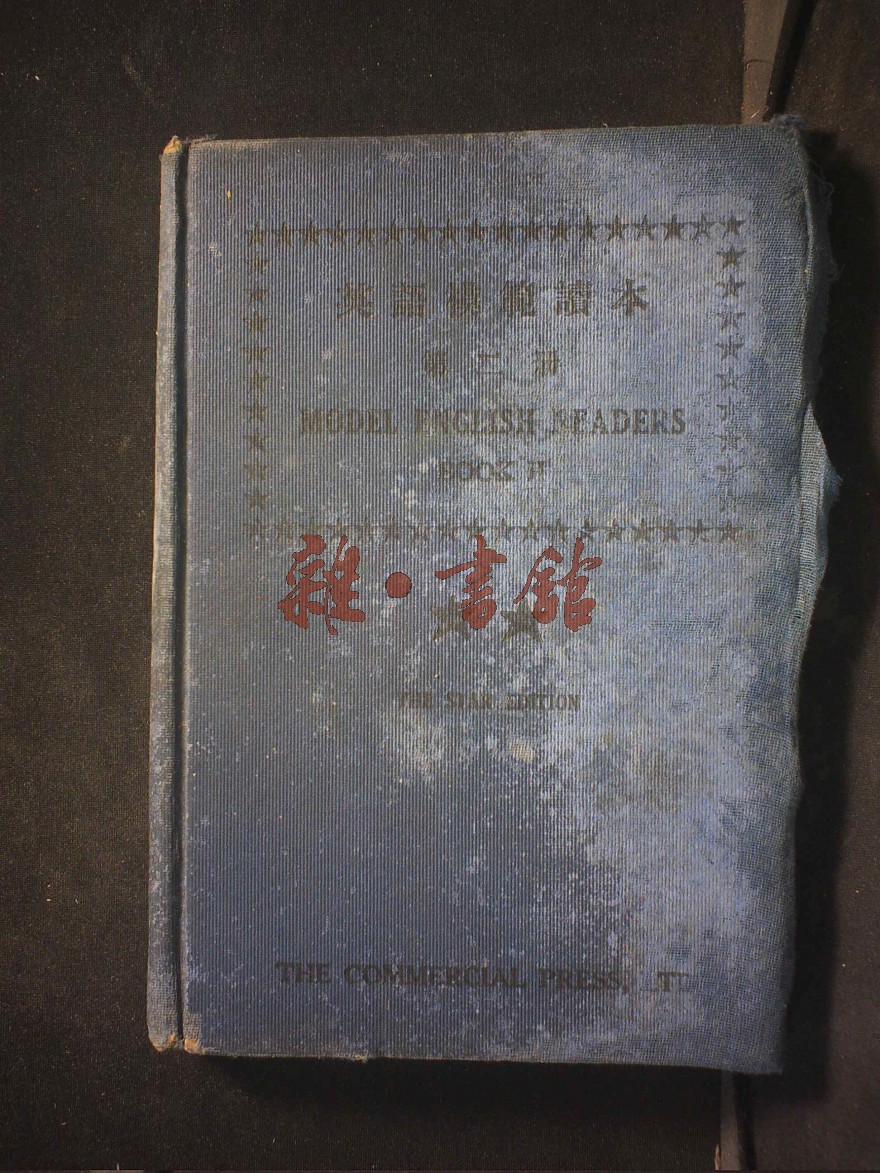 英語模範讀本
第二册
MODEL ENGLISH READERS
BOOK II
雜·書館
THE STAR EDITION
THE COMMERCIAL PRESS, LTD